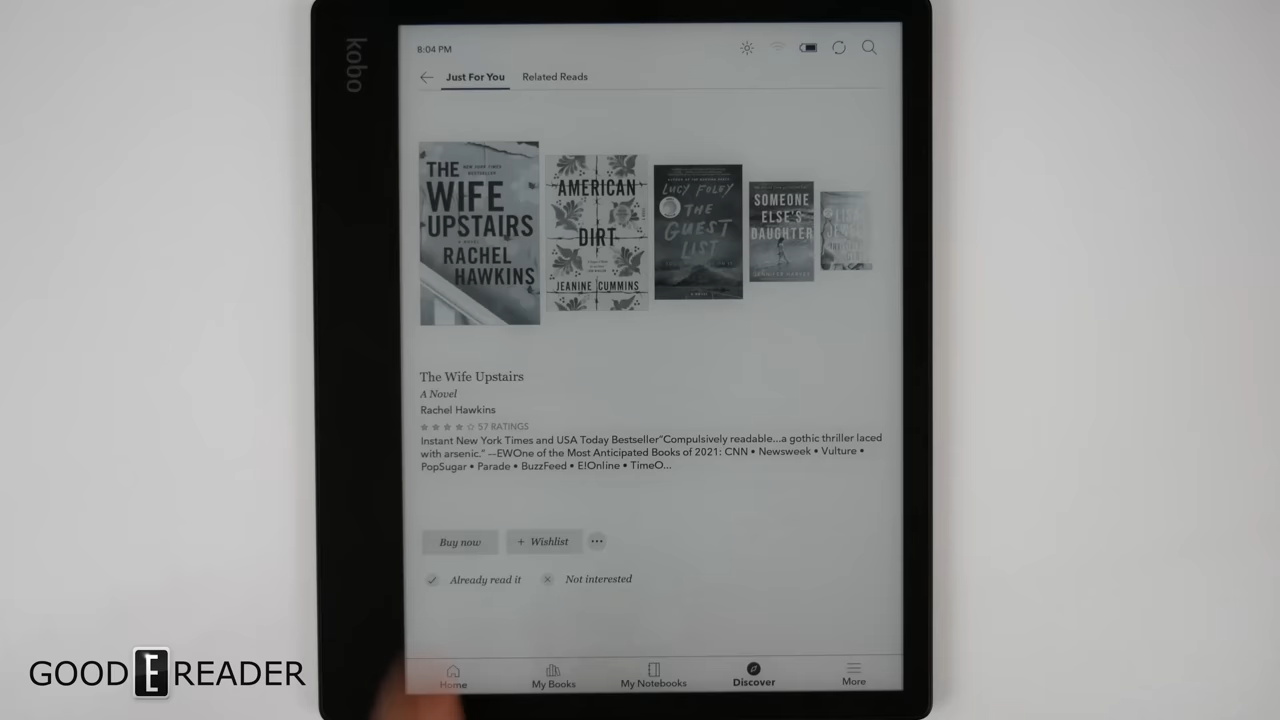 kobo
8:04 PM
Just For You Related Reads
THE
NEW YORK TIMES
BESTSELLER
WIFE
UPSTAIRS
A NOVEL
RACHEL
HAWKINS
AMERICAN
DIRT
JEANINE CUMMINS
LUCY FOLEY
THE
GUEST
LIST
A NOVEL
SOMEONE
ELSE'S
DAUGHTER
LISA
JEWELL
The Wife Upstairs
A Novel
Rachel Hawkins
57 RATINGS
Instant New York Times and USA Today Bestseller"Compulsively readable...a gothic thriller laced
with arsenic." --EWOne of the Most Anticipated Books of 2021: CNN • Newsweek • Vulture •
PopSugar • Parade • BuzzFeed • E!Online • TimeO...
Buy now + Wishlist
Already read it Not interested
Home My Books My Notebooks Discover More
GOOD E READER